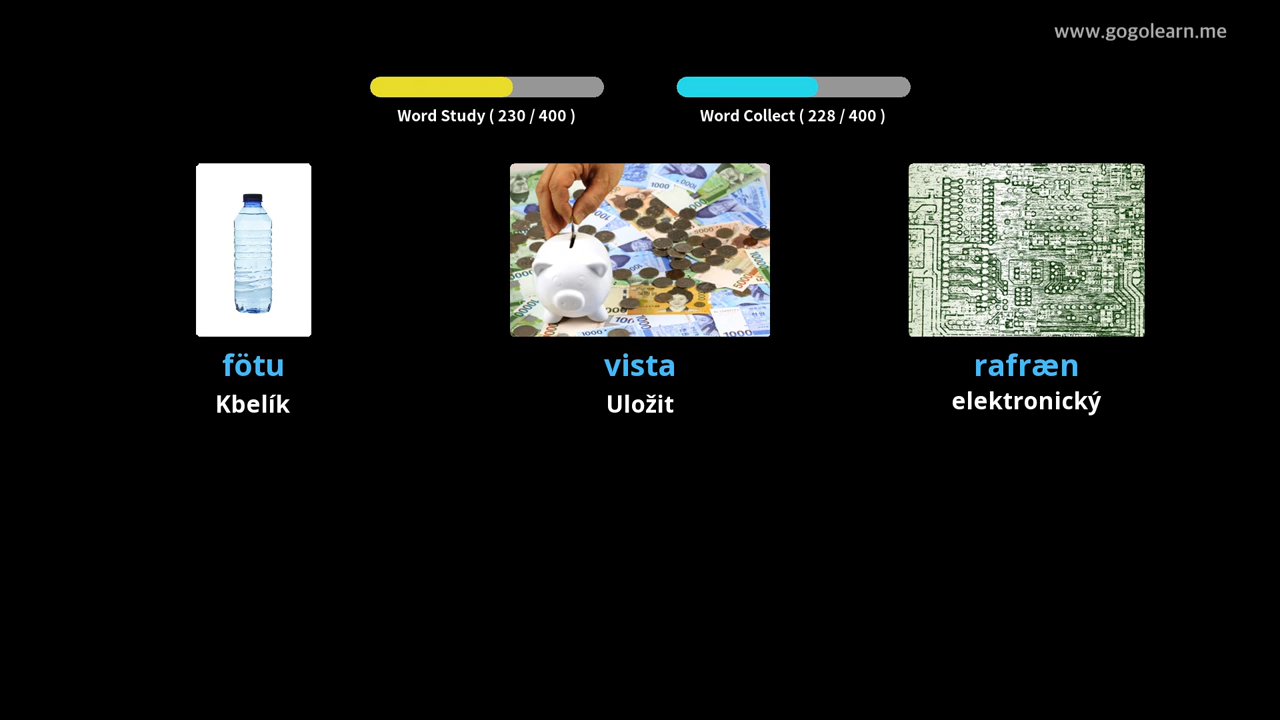 www.gogolearn.me
Word Study ( 230 / 400 )
Word Collect ( 228 / 400 )
fötu
vista
rafræn
Kbelík
Uložit
elektronický